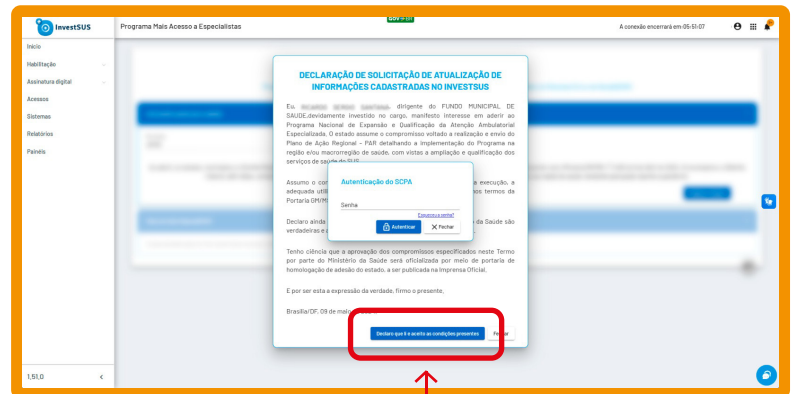 InvestSUS
Programa Mais Acesso a Especialistas
A conexão encerrará em:05:51:07
Início
Habilitação
Assinatura digital
Acessos
Sistemas
Relatórios
Painéis
DECLARAÇÃO DE SOLICITAÇÃO DE ATUALIZAÇÃO DE
INFORMAÇÕES CADASTRADAS NO INVESTSUS
Eu, dirigente do FUNDO MUNICIPAL DE
SAUDE,devidamente investido no cargo, manifesto interesse em aderir ao
Programa Nacional de Expansão e Qualificação da Atenção Ambulatorial
Especializada, O estado assume o compromisso voltado a realização e envio do
Plano de Ação Regional - PAR detalhando a implementação do Programa na
região e/ou macrorregião de saúde, com vistas a ampliação e qualificação dos
serviços de saúde do SUS.
Assumo o a execução, a
adequada nos termos da
Portaria GM/M
Autenticação do SCPA
Senha
Esqueceu a senha?
Autenticar
Fechar
Declaro ainda da Saúde são
verdadeiras e
Tenho ciência que a aprovação dos compromissos especificados neste Termo
por parte do Ministério da Saúde será oficializada por meio de portaria de
homologação de adesão do estado, a ser publicada na Imprensa Oficial.
E por ser esta a expressão da verdade, firmo o presente.
Brasília/DF, 09 de maio
Declaro que li e aceito as condições presentes
1.51.0